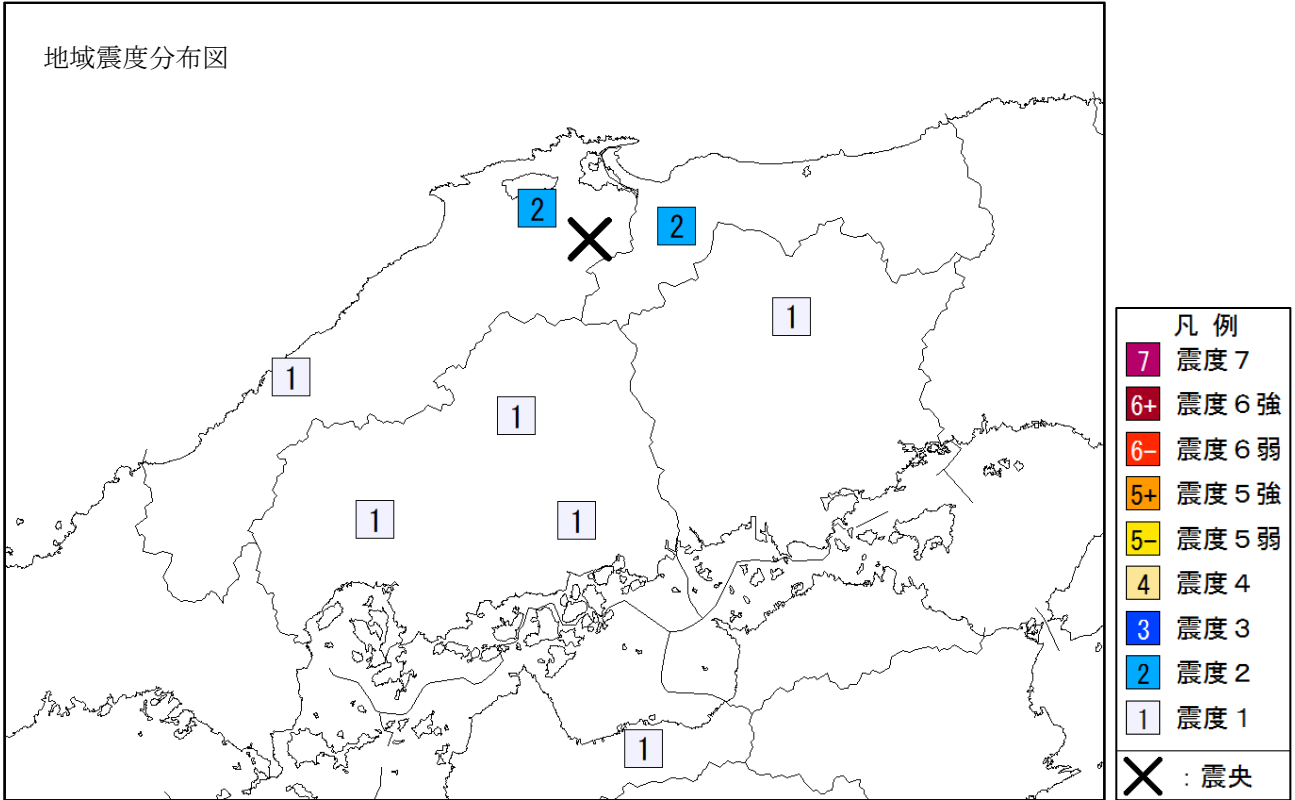 地域震度分布図
2
2
1
1
1
1
1
1
凡 例
7 震度７
6+ 震度６強
6− 震度６弱
5+ 震度５強
5− 震度５弱
4 震度４
3 震度３
2 震度２
1 震度１
：震央